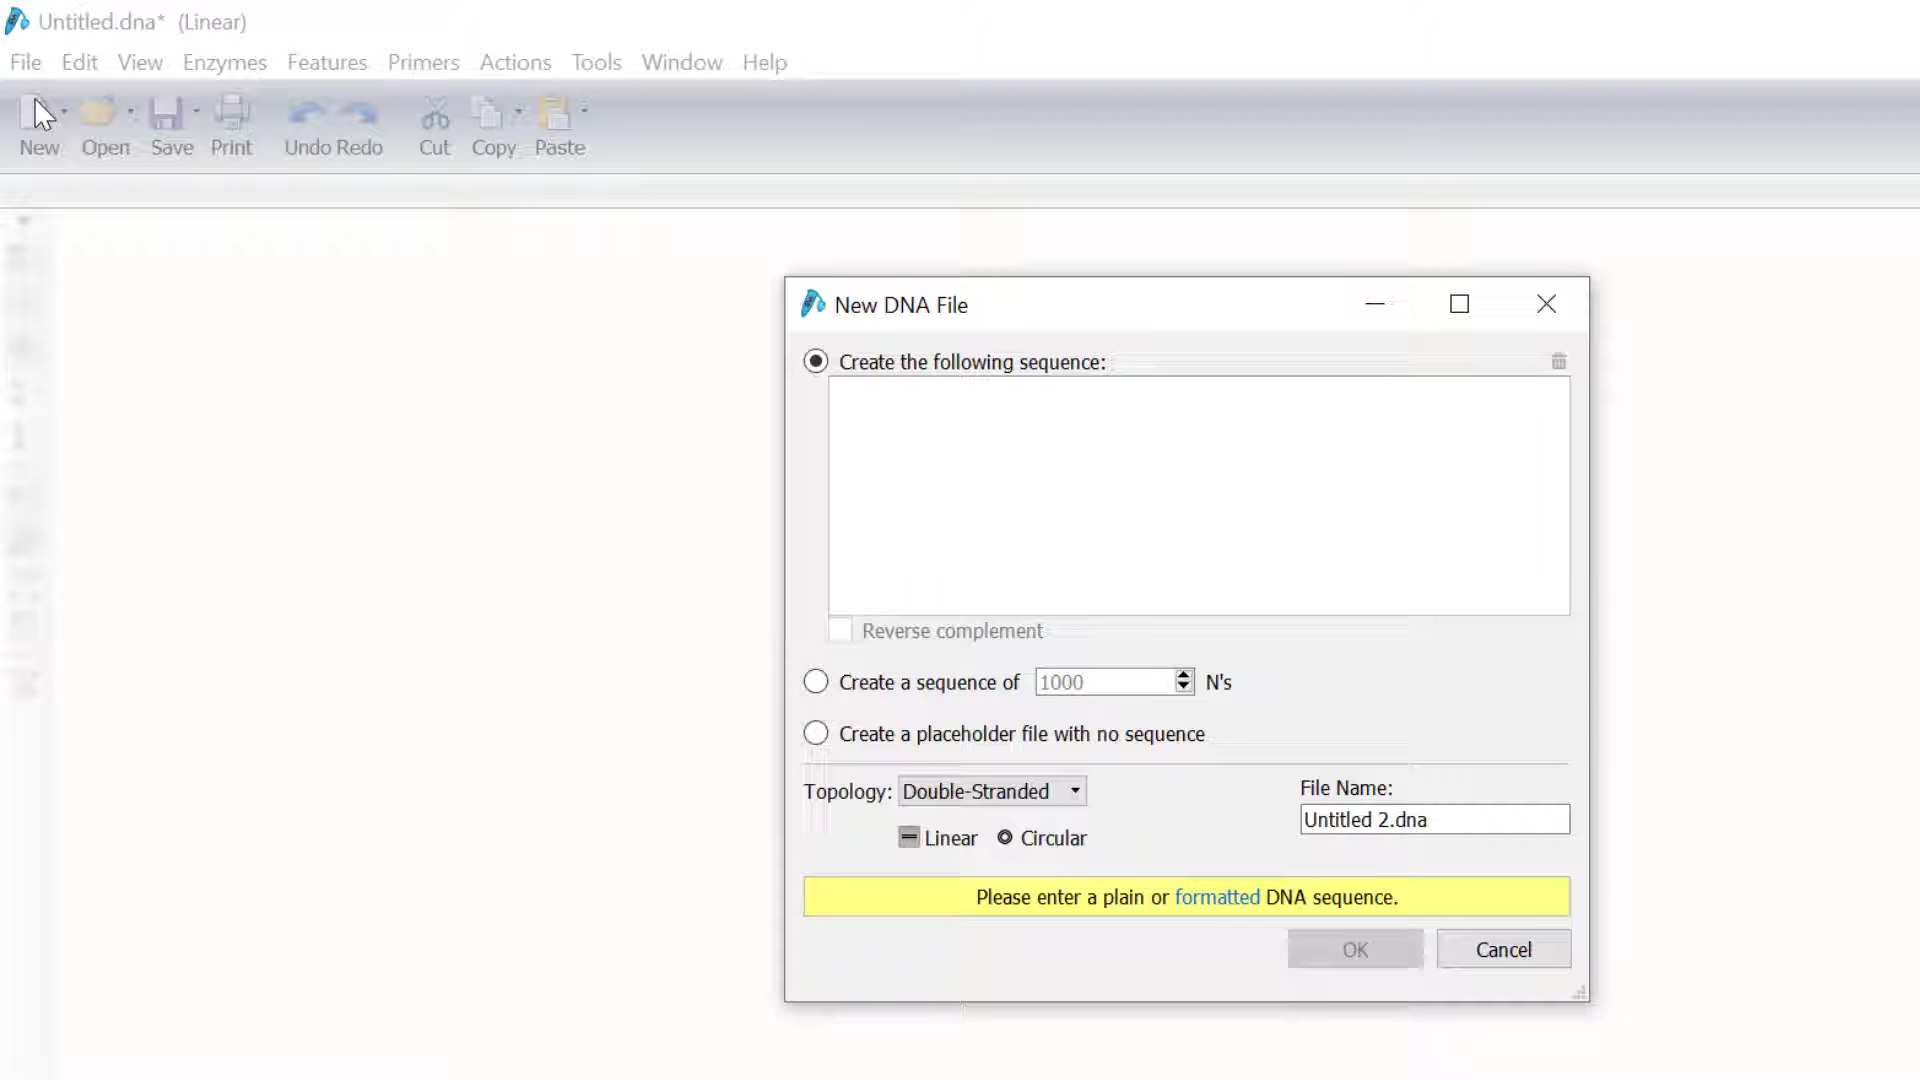 Untitled.dna* (Linear)
File Edit View Enzymes Features Primers Actions Tools Window Help
New Open Save Print Undo Redo Cut Copy Paste
New DNA File
Create the following sequence:
Reverse complement
Create a sequence of 1000 N's
Create a placeholder file with no sequence
Topology: Double-Stranded
File Name:
Untitled 2.dna
Linear Circular
Please enter a plain or formatted DNA sequence.
OK Cancel